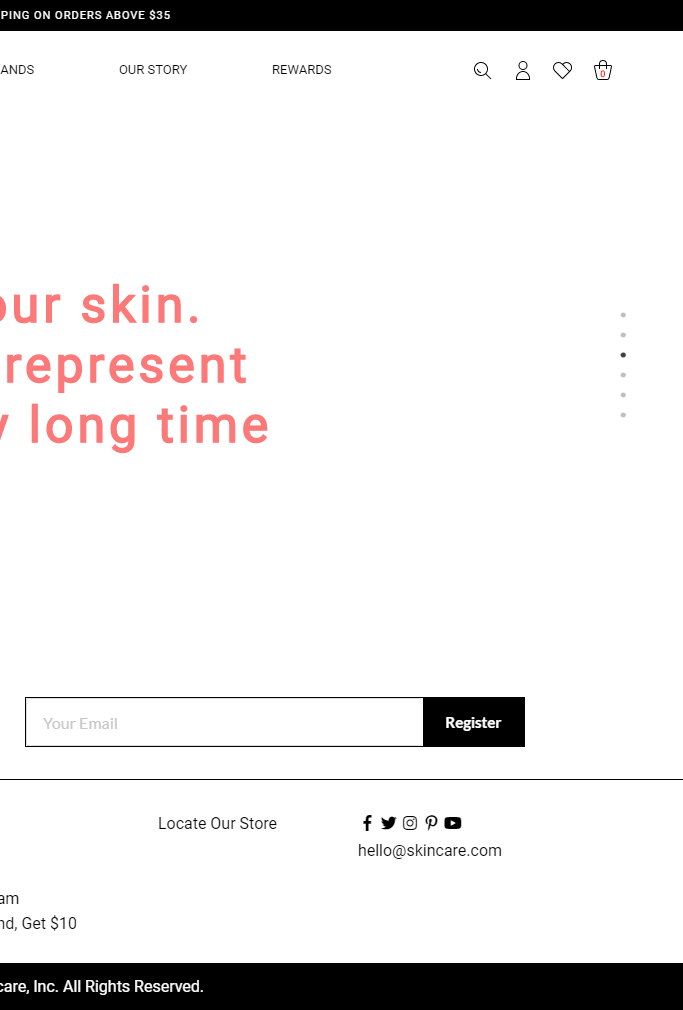 PING ON ORDERS ABOVE $35
ANDS OUR STORY REWARDS
0
our skin.
represent
y long time
Your Email Register
Locate Our Store
hello@skincare.com
am
nd, Get $10
care, Inc. All Rights Reserved.